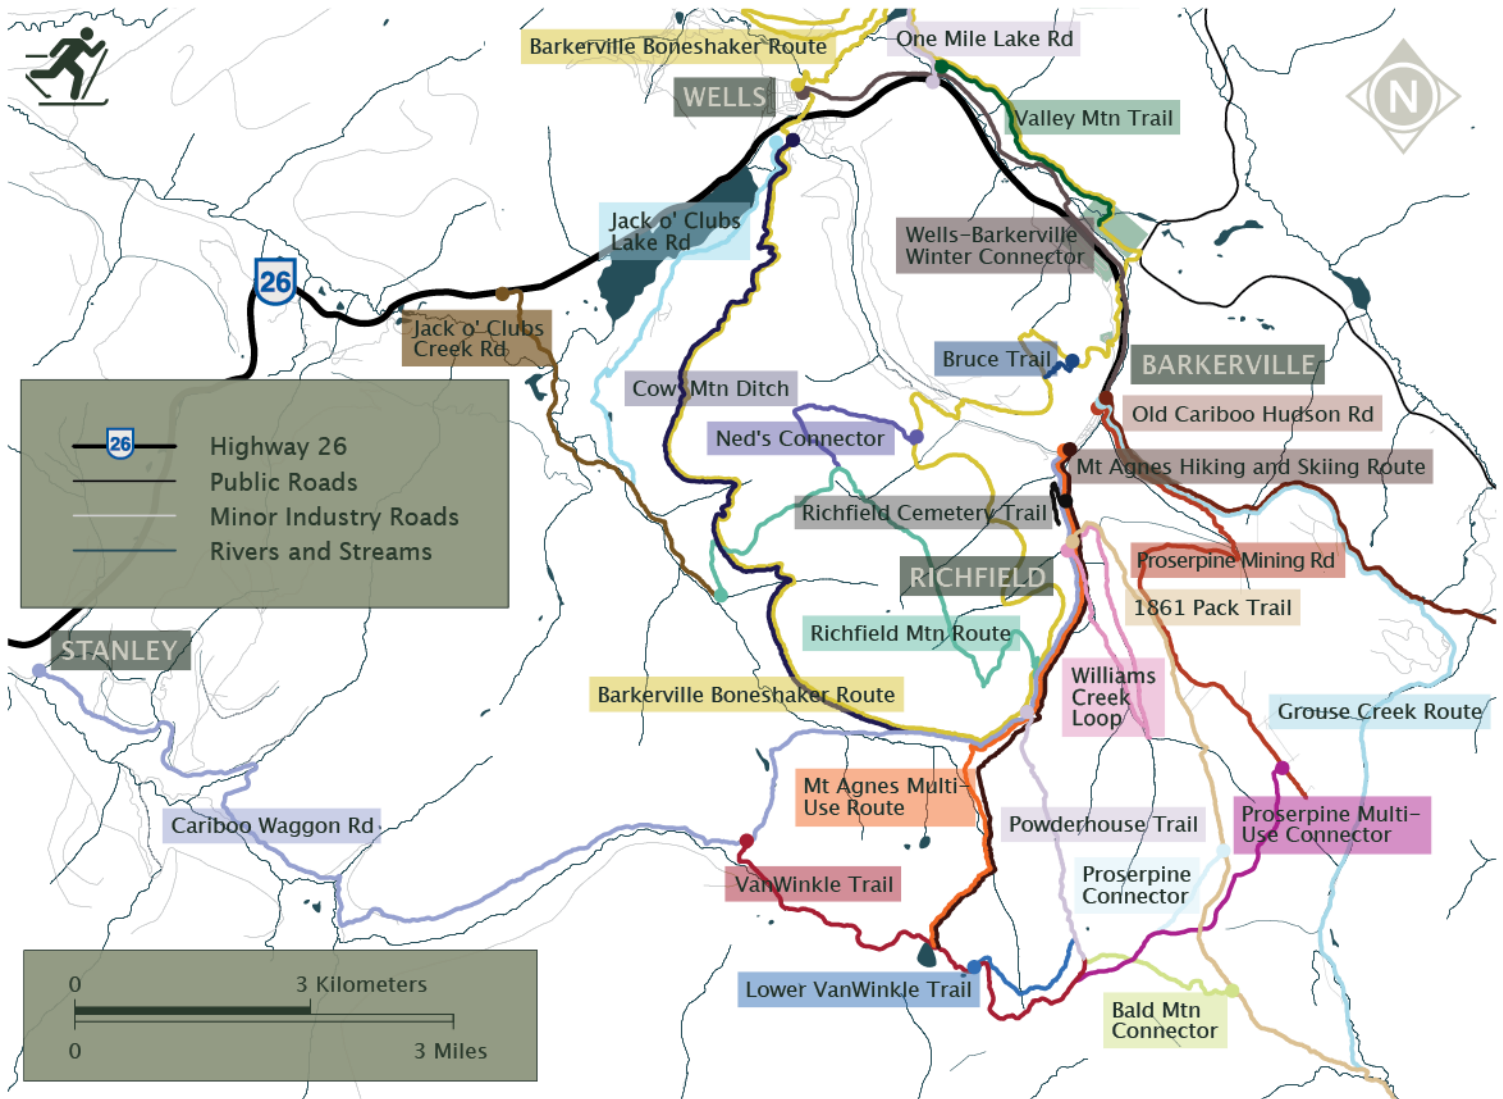 One Mile Lake Rd
Barkerville Boneshaker Route
WELLS
N
Valley Mtn Trail
Jack o' Clubs
Lake Rd
Wells-Barkerville
Winter Connector
26
Jack o' Clubs
Creek Rd
Bruce Trail
BARKERVILLE
Cow Mtn Ditch
Old Cariboo Hudson Rd
Ned's Connector
26
Highway 26
Public Roads
Minor Industry Roads
Rivers and Streams
Mt Agnes Hiking and Skiing Route
Richfield Cemetery Trail
Proserpine Mining Rd
RICHFIELD
1861 Pack Trail
Richfield Mtn Route
STANLEY
Williams
Creek
Loop
Barkerville Boneshaker Route
Grouse Creek Route
Mt Agnes Multi-
Use Route
Cariboo Waggon Rd
Powderhouse Trail
Proserpine Multi-
Use Connector
VanWinkle Trail
Proserpine
Connector
Lower VanWinkle Trail
Bald Mtn
Connector
0 3 Kilometers
0 3 Miles